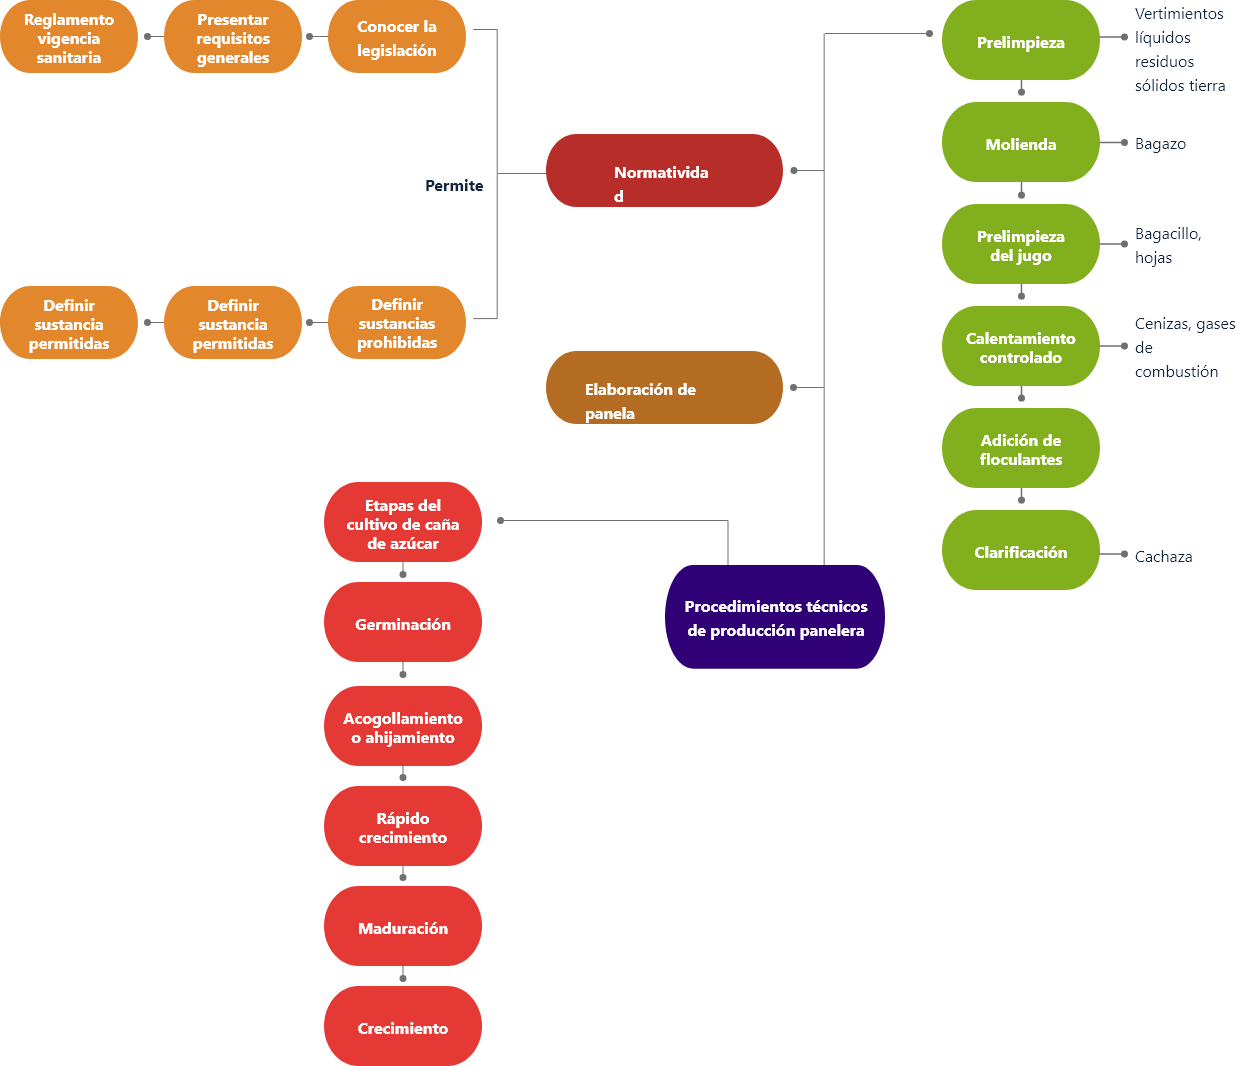 Reglamento
vigencia
sanitaria
Presentar
requisitos
generales
Conocer la
legislación
Permite
Normativida
d
Definir
sustancia
permitidas
Definir
sustancia
permitidas
Definir
sustancias
prohibidas
Elaboración de
panela
Etapas del
cultivo de caña
de azúcar
Germinación
Acogollamiento
o ahijamiento
Rápido
crecimiento
Maduración
Crecimiento
Procedimientos técnicos
de producción panelera
Prelimpieza
Vertimientos
líquidos
residuos
sólidos tierra
Molienda
Bagazo
Prelimpieza
del jugo
Bagacillo,
hojas
Calentamiento
controlado
Cenizas, gases
de
combustión
Adición de
floculantes
Clarificación
Cachaza